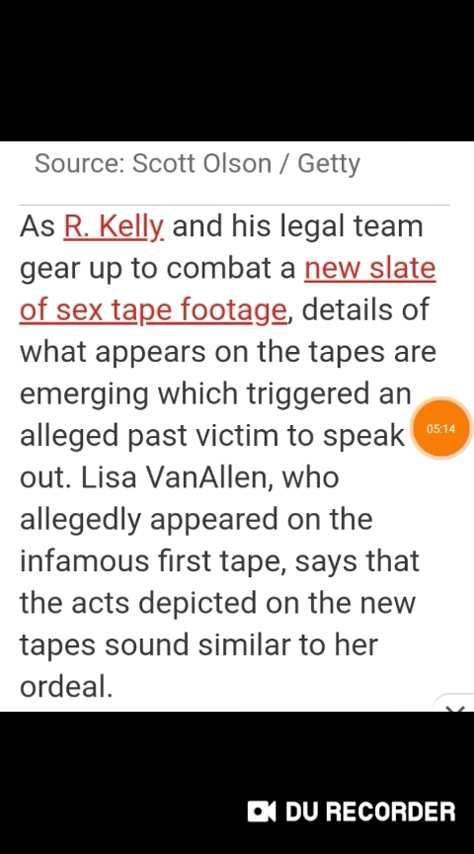 Source: Scott Olson / Getty
As R. Kelly and his legal team
gear up to combat a new slate
of sex tape footage, details of
what appears on the tapes are
emerging which triggered an
alleged past victim to speak
05:14
out. Lisa VanAllen, who
allegedly appeared on the
infamous first tape, says that
the acts depicted on the new
tapes sound similar to her
ordeal.
DU RECORDER